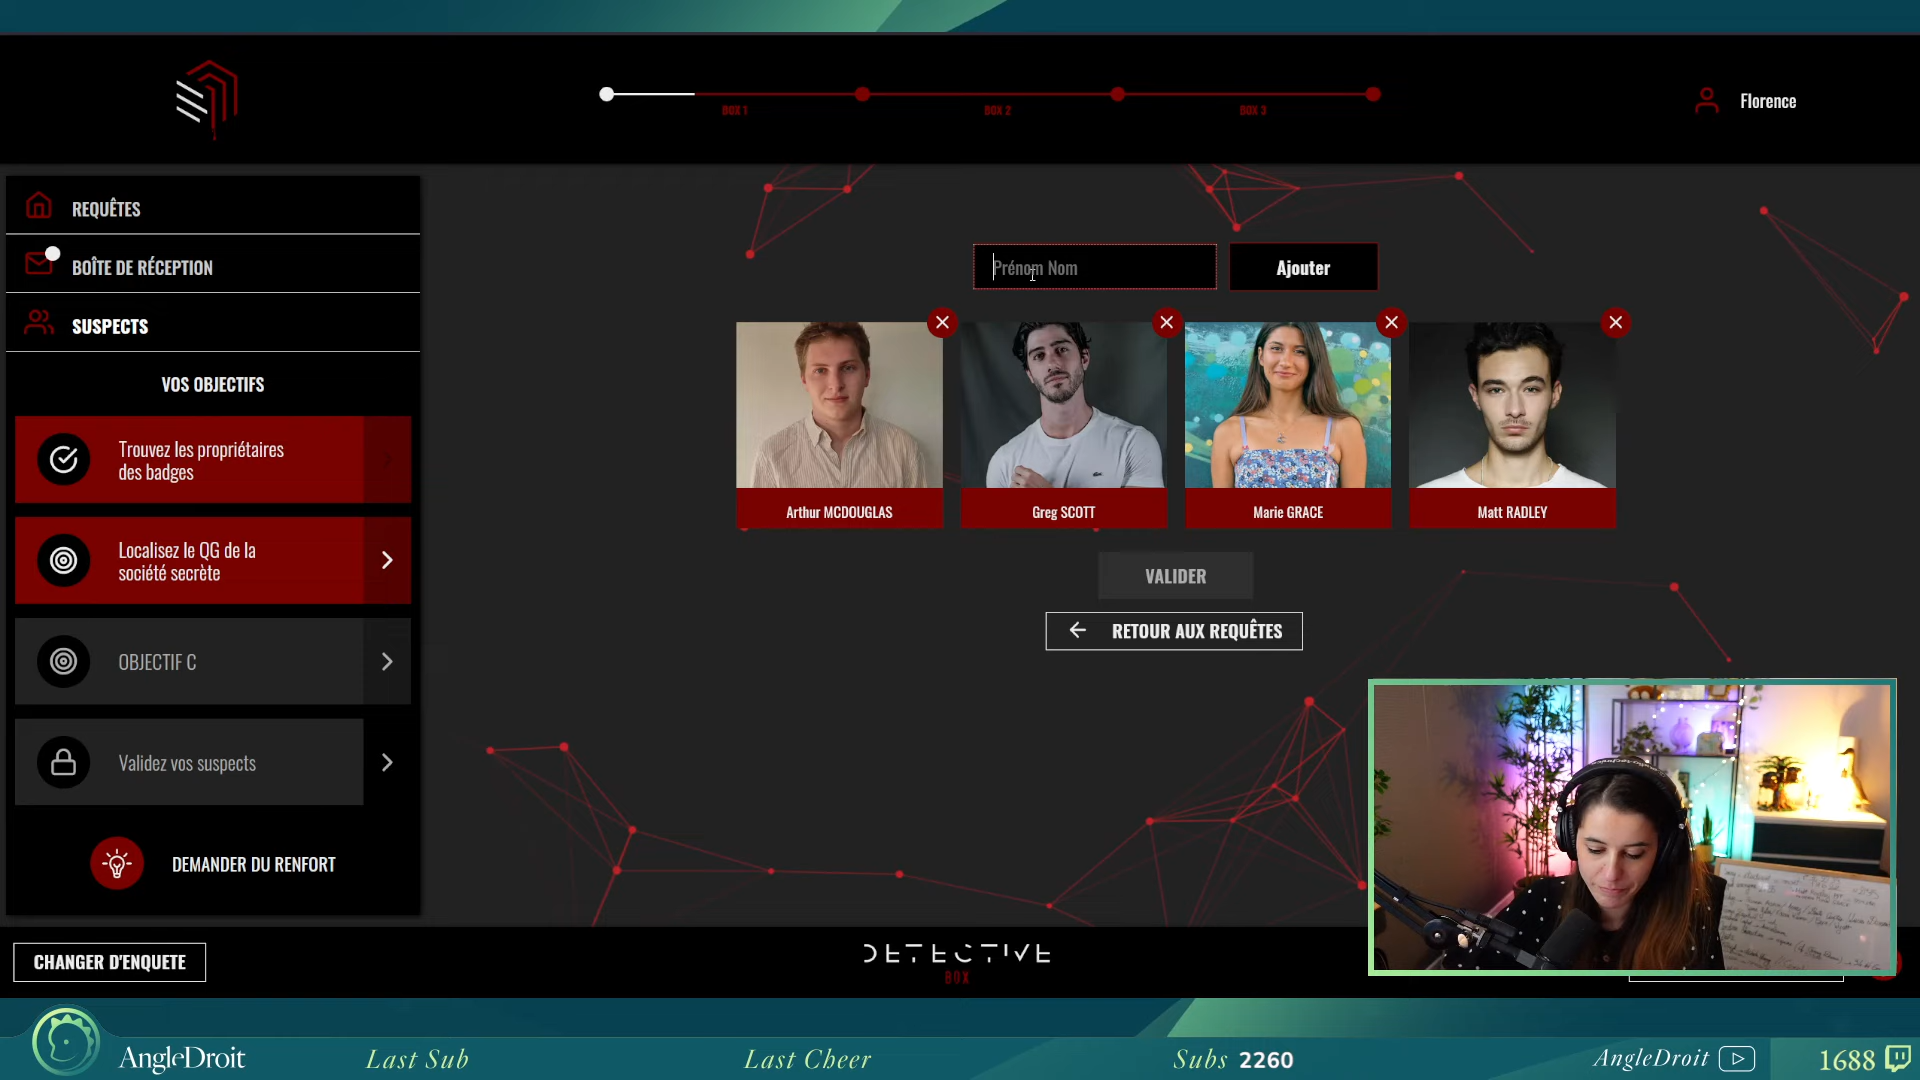 BOX 1
BOX 2
BOX 3
Florence
REQUÊTES
BOÎTE DE RÉCEPTION
SUSPECTS
VOS OBJECTIFS
Trouvez les propriétaires
des badges
Localisez le QG de la
société secrète
OBJECTIF C
Validez vos suspects
DEMANDER DU RENFORT
Prénom Nom
Ajouter
Arthur MCDOUGLAS
Greg SCOTT
Marie GRACE
Matt RADLEY
VALIDER
RETOUR AUX REQUÊTES
CHANGER D'ENQUETE
DETECTIVE
BOX
AngleDroit
Last Sub
Last Cheer
Subs 2260
AngleDroit
1688